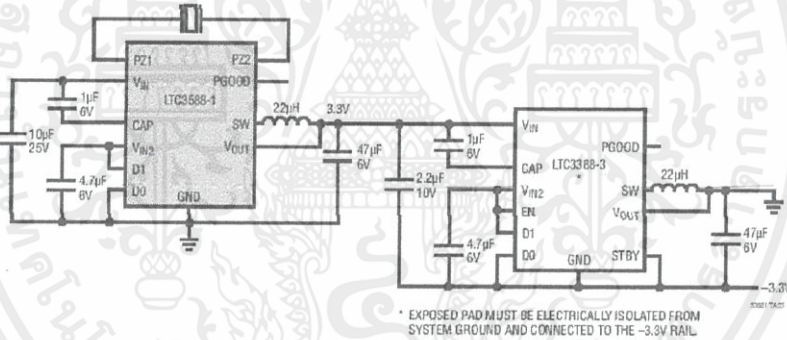 PZ1
PZ2
VIN
PGOOD
LTC3588-1
1µF
6V
CAP
SW
22µH
3.3V
10µF
25V
VIN2
VOUT
D1
4.7µF
6V
D0
GND
47µF
6V
VIN
1µF
6V
PGOOD
CAP
LTC3388-3
*
2.2µF
10V
VIN2
SW
22µH
EN
VOUT
D1
4.7µF
6V
D0
GND
STBY
47µF
6V
–3.3V
* EXPOSED PAD MUST BE ELECTRICALLY ISOLATED FROM
SYSTEM GROUND AND CONNECTED TO THE –3.3V RAIL.